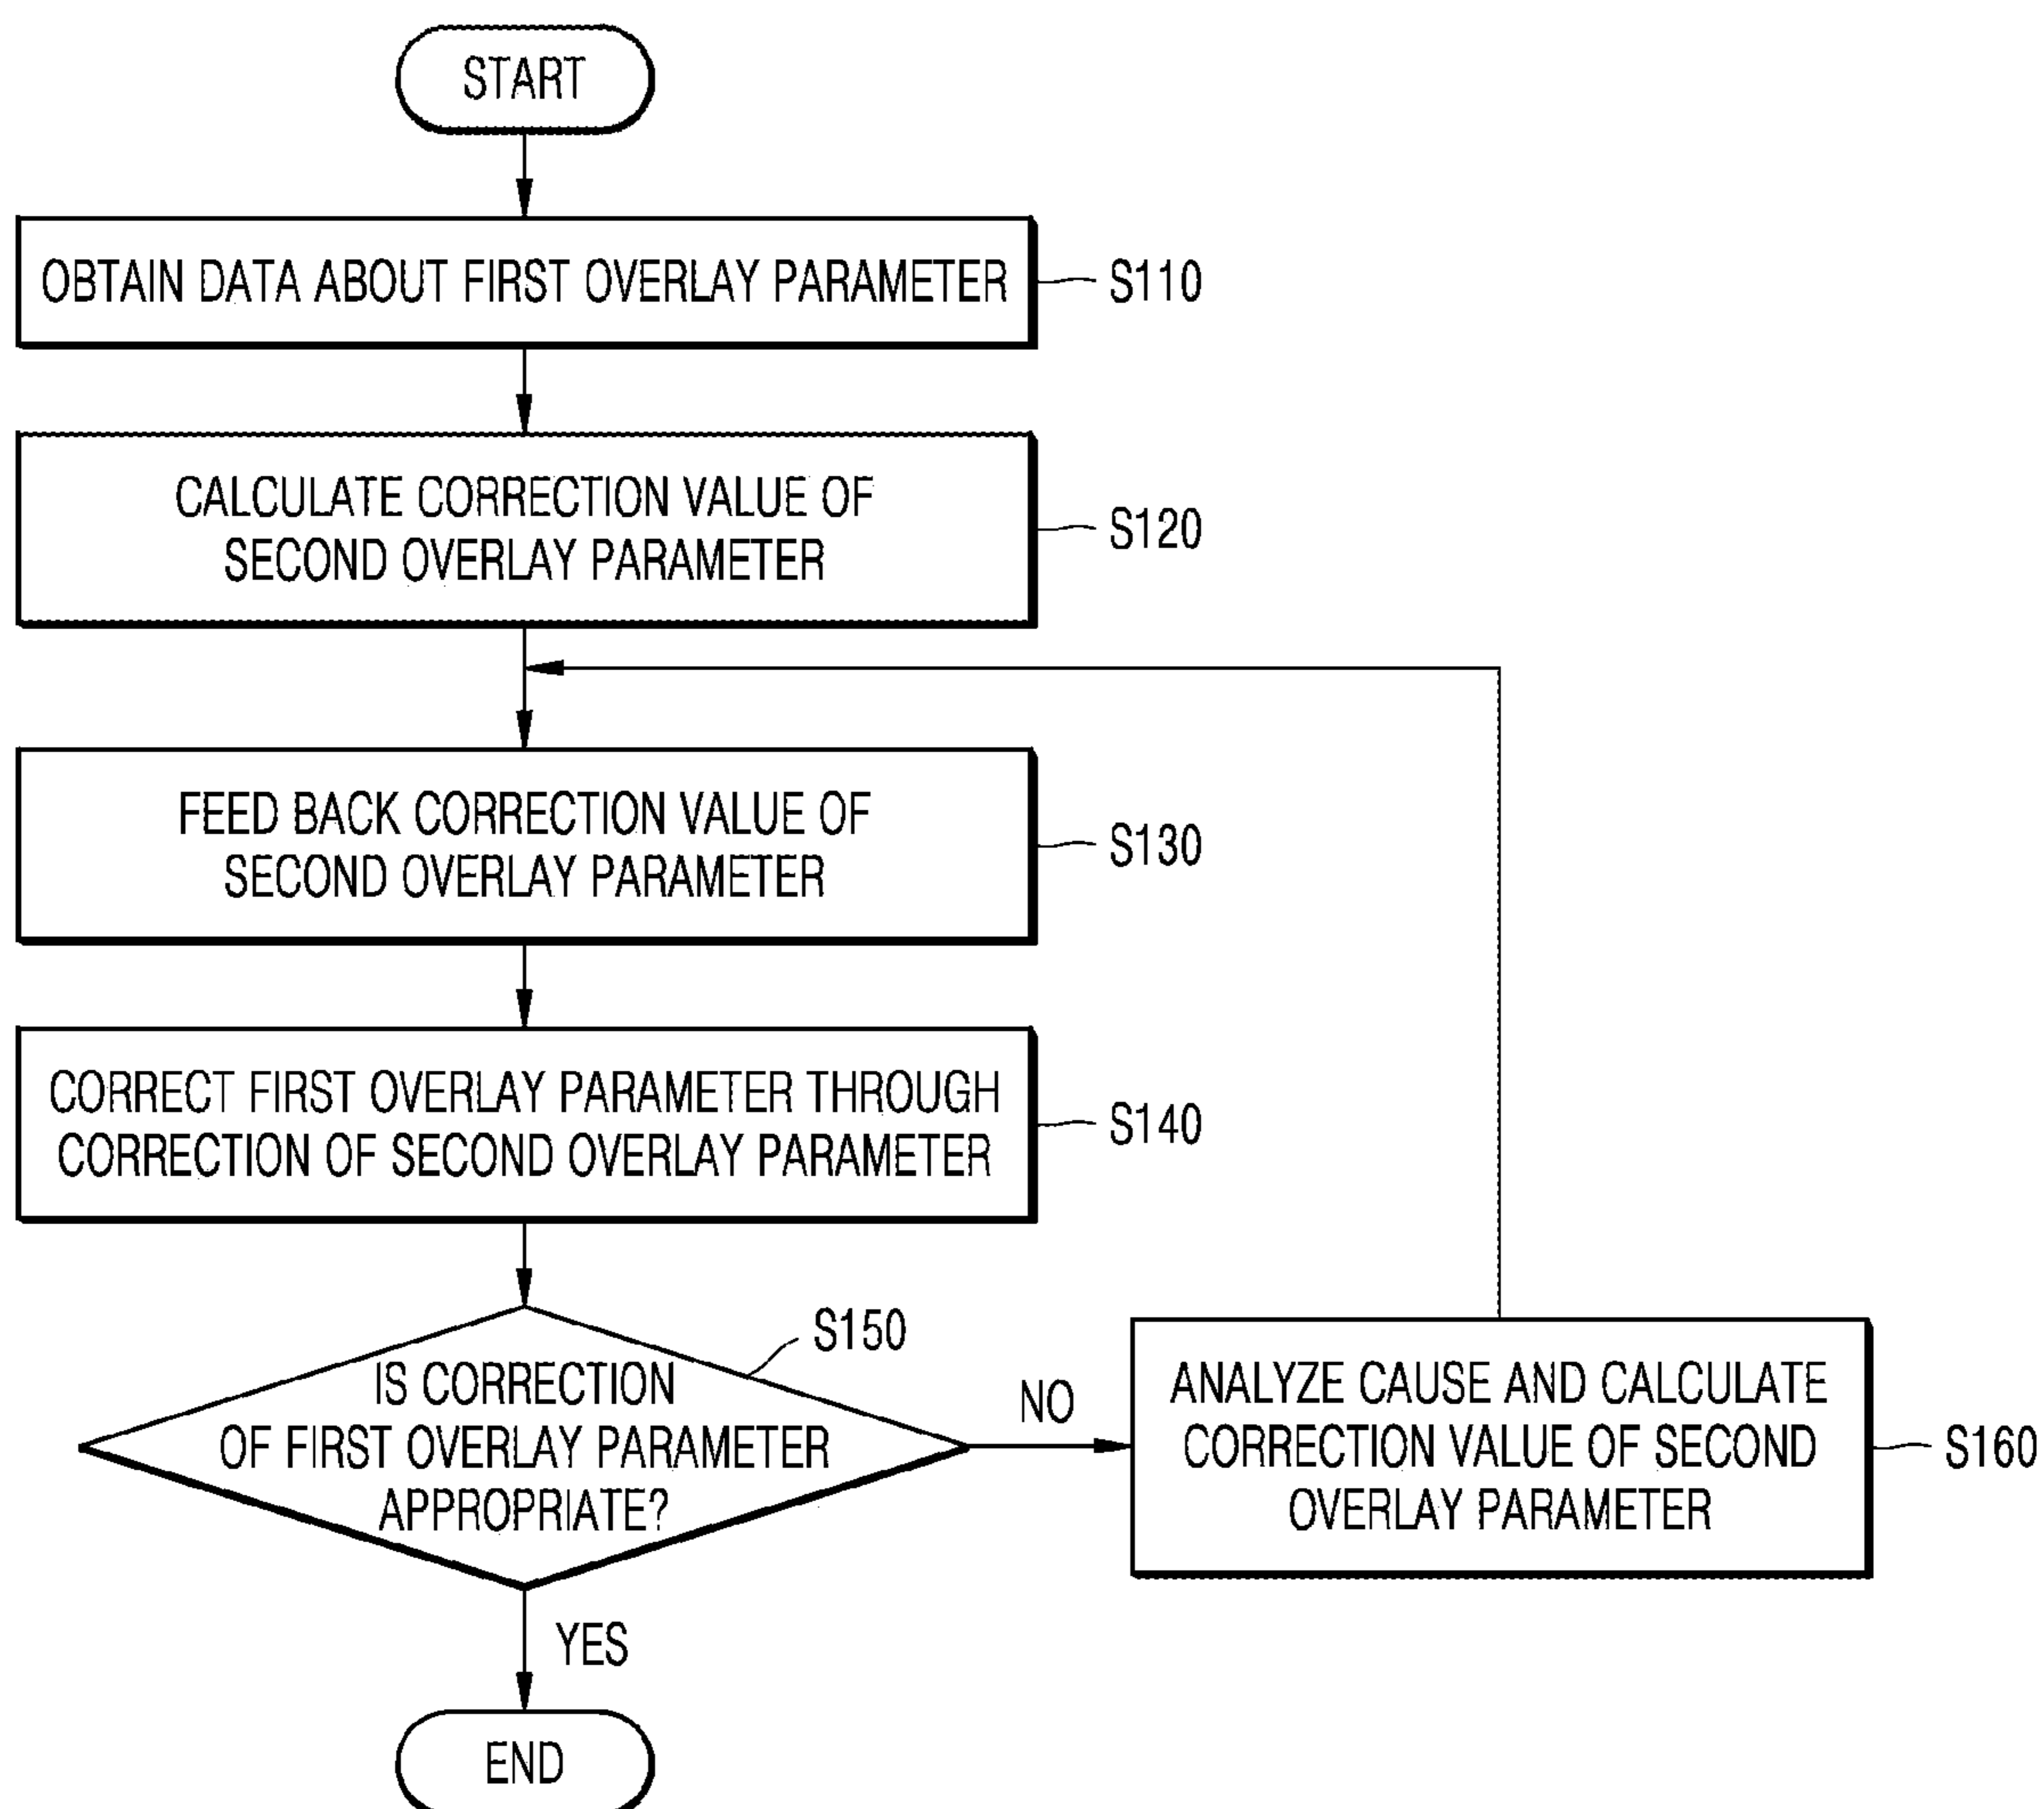 START
OBTAIN DATA ABOUT FIRST OVERLAY PARAMETER
S110
CALCULATE CORRECTION VALUE OF
SECOND OVERLAY PARAMETER
S120
FEED BACK CORRECTION VALUE OF
SECOND OVERLAY PARAMETER
S130
CORRECT FIRST OVERLAY PARAMETER THROUGH
CORRECTION OF SECOND OVERLAY PARAMETER
S140
S150
IS CORRECTION
OF FIRST OVERLAY PARAMETER
APPROPRIATE?
NO
ANALYZE CAUSE AND CALCULATE
CORRECTION VALUE OF SECOND
OVERLAY PARAMETER
S160
YES
END